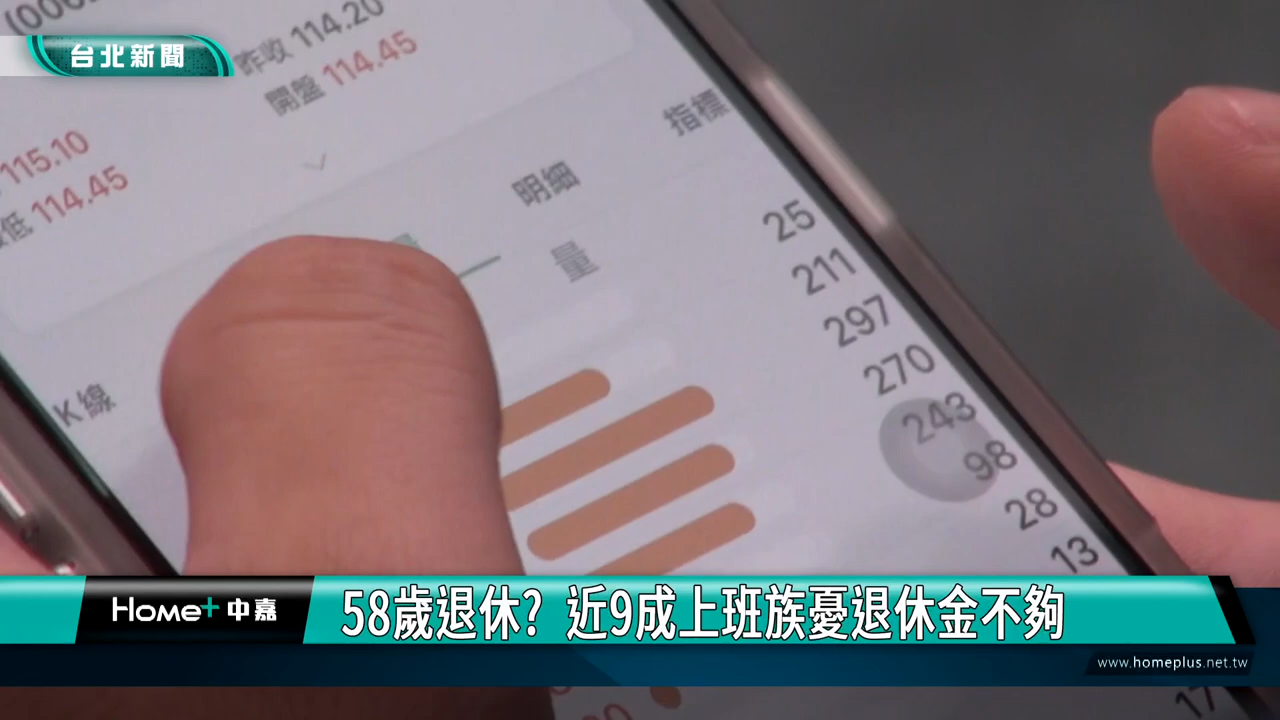 台北新聞
昨收 114.20
開盤 114.45
115.10
低 114.45
指標
明細
量
25
211
297
270
243
98
28
13
K線
Home+ 中嘉
58歲退休? 近9成上班族憂退休金不夠
www.homeplus.net.tw
17